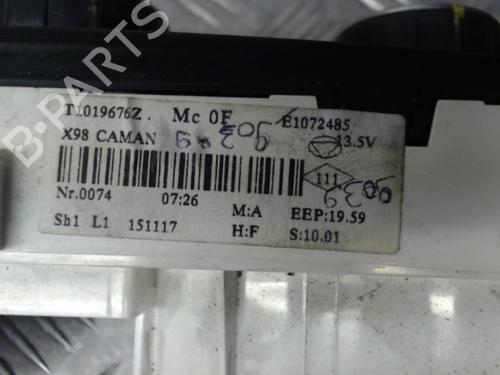 T1019676Z. Mc 0F E1072485
X98 CAMAN 13.5V
111
Nr.0074 07:26 M:A EEP:19.59
Sh1 L1 151117 H:F S:10.01